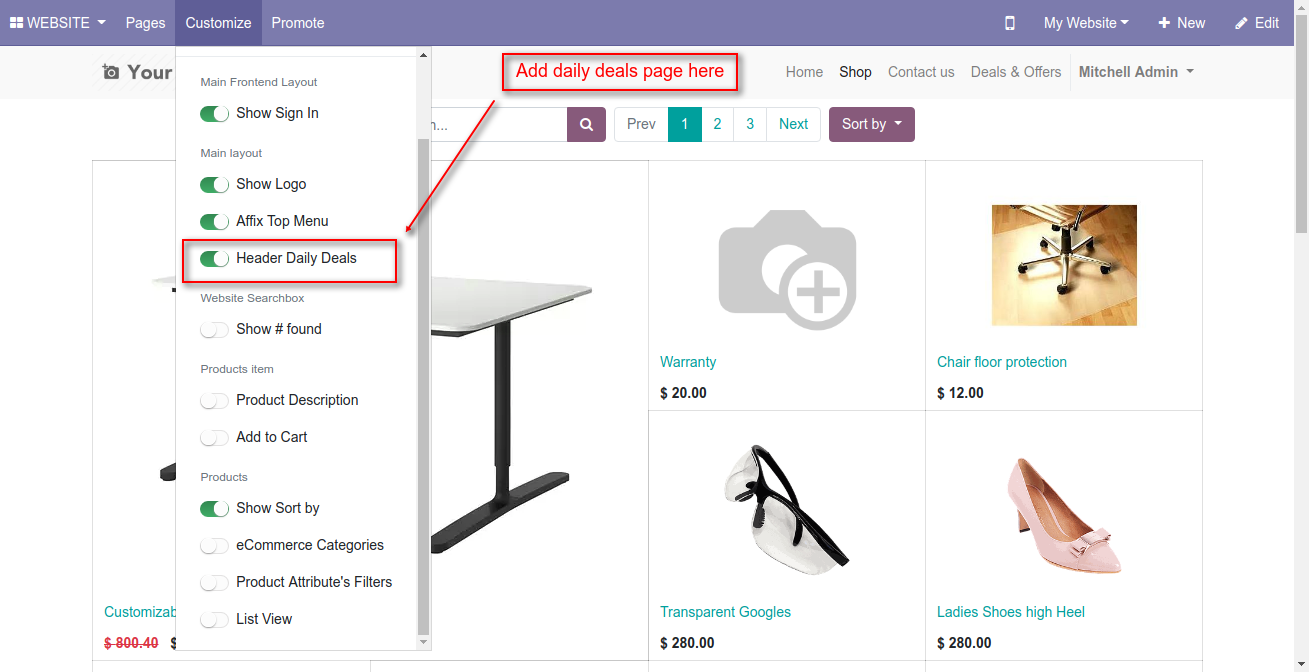 WEBSITE Pages Customize Promote My Website New Edit
Your
Add daily deals page here
Home Shop Contact us Deals & Offers Mitchell Admin
Main Frontend Layout
Show Sign In
Prev 1 2 3 Next Sort by
Main layout
Show Logo
Affix Top Menu
Header Daily Deals
Website Searchbox
Show # found
Products item
Product Description
Add to Cart
Products
Show Sort by
eCommerce Categories
Product Attribute's Filters
List View
Warranty
$ 20.00
Chair floor protection
$ 12.00
Customizab
$ 800.40 $
Transparent Googles
$ 280.00
Ladies Shoes high Heel
$ 280.00